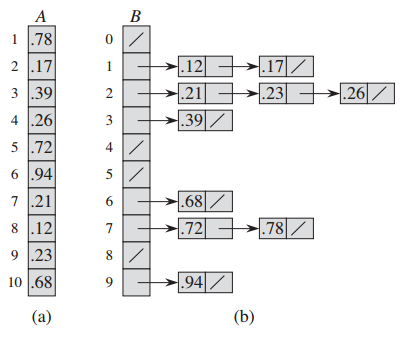 A B
1 .78 0
2 .17 1 .12 .17
3 .39 2 .21 .23 .26
4 .26 3 .39
5 .72 4
6 .94 5
7 .21 6 .68
8 .12 7 .72 .78
9 .23 8
10 .68 9 .94
(a) (b)